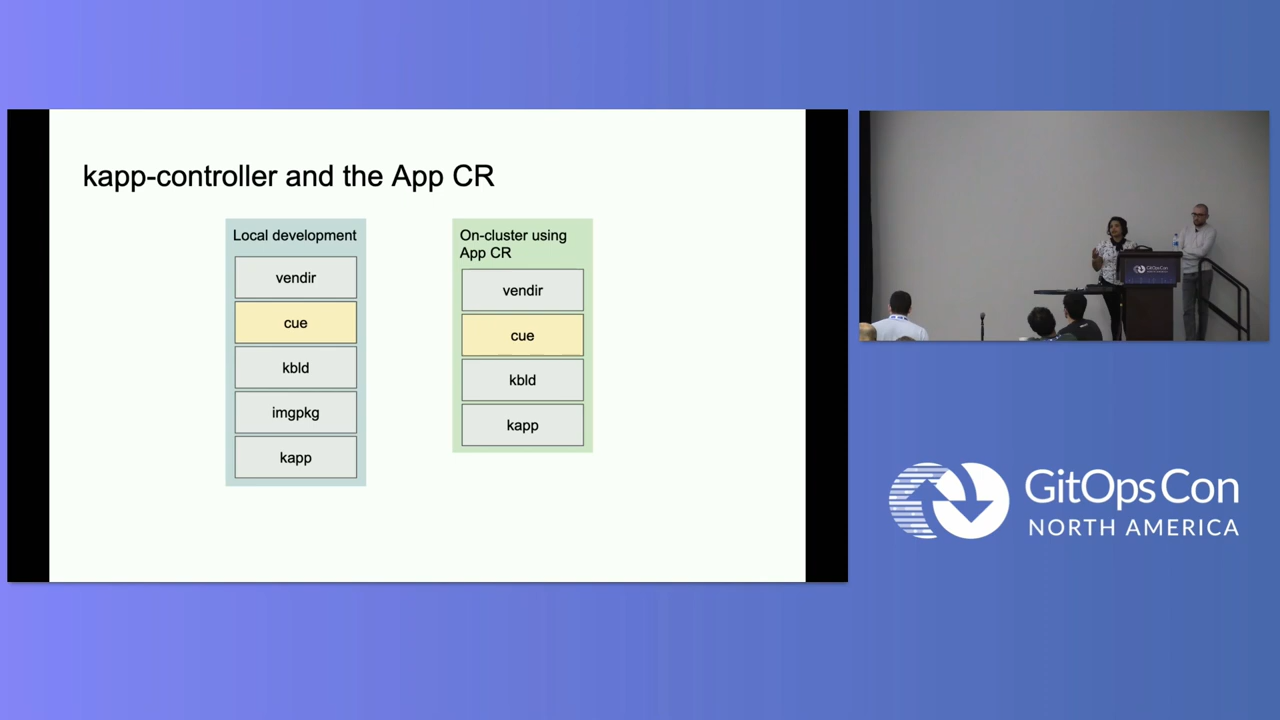 kapp-controller and the App CR
Local development
vendir
cue
kbld
imgpkg
kapp
On-cluster using
App CR
vendir
cue
kbld
kapp
GitOpsCon
GitOpsCon
NORTH AMERICA